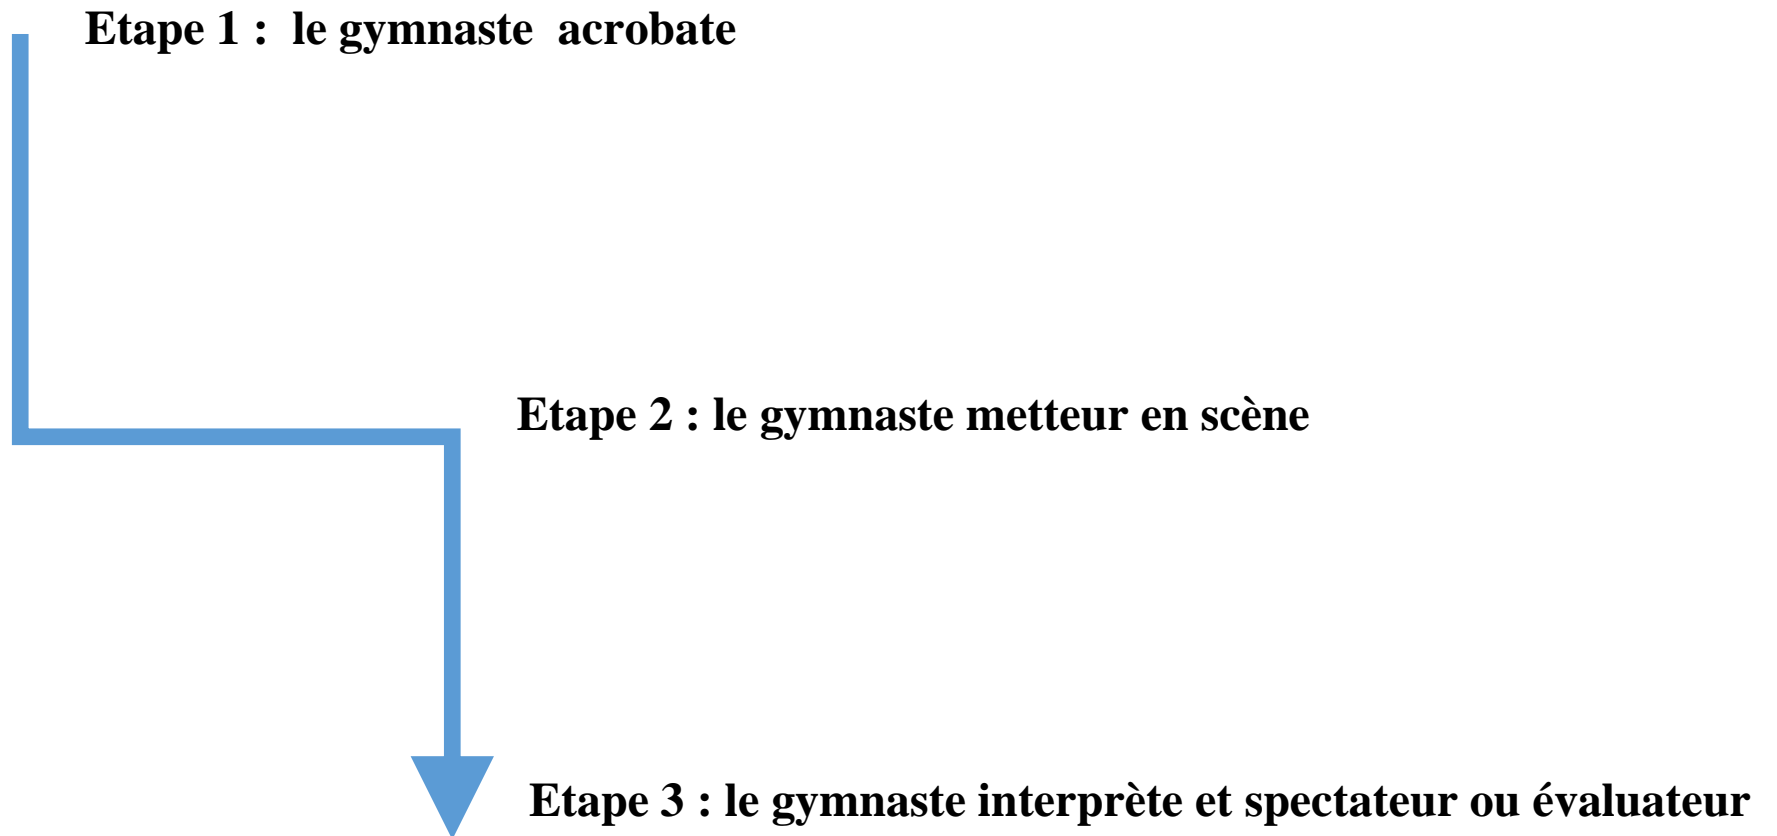 Etape 1 :  le gymnaste  acrobate
Etape 2 : le gymnaste metteur en scène
Etape 3 : le gymnaste interprète et spectateur ou évaluateur